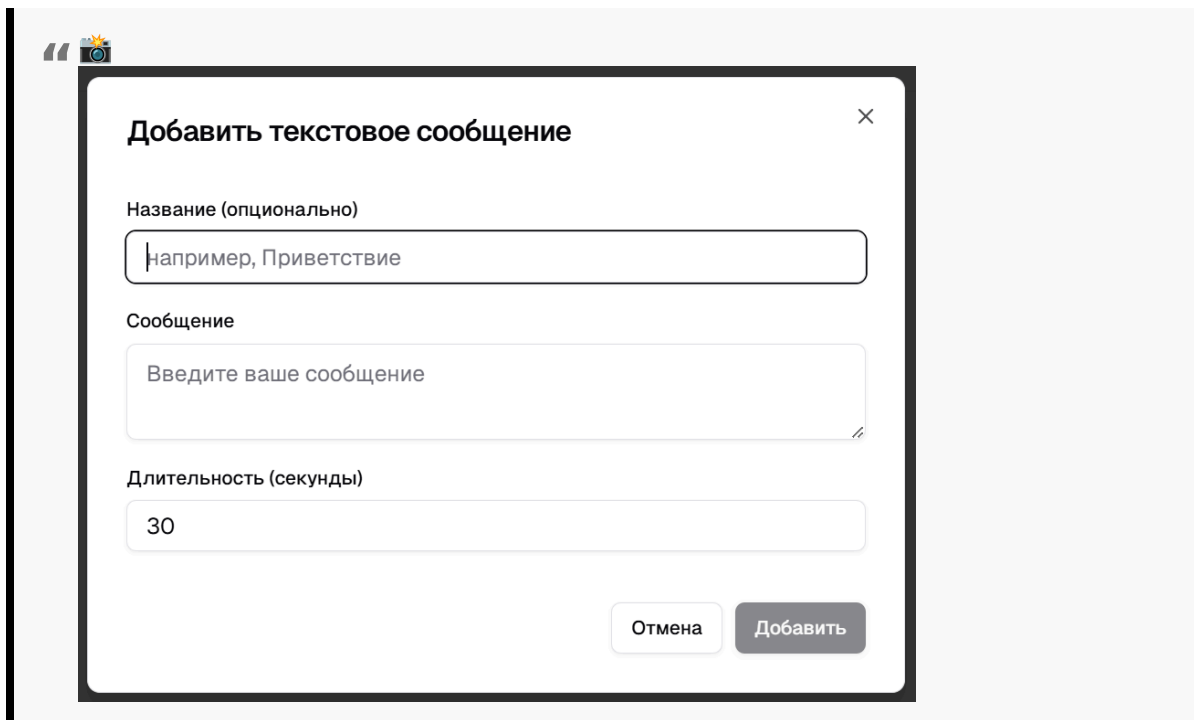 “ 📸
Добавить текстовое сообщение
Название (опционально)
например, Приветствие
Сообщение
Введите ваше сообщение
Длительность (секунды)
30
Отмена
Добавить